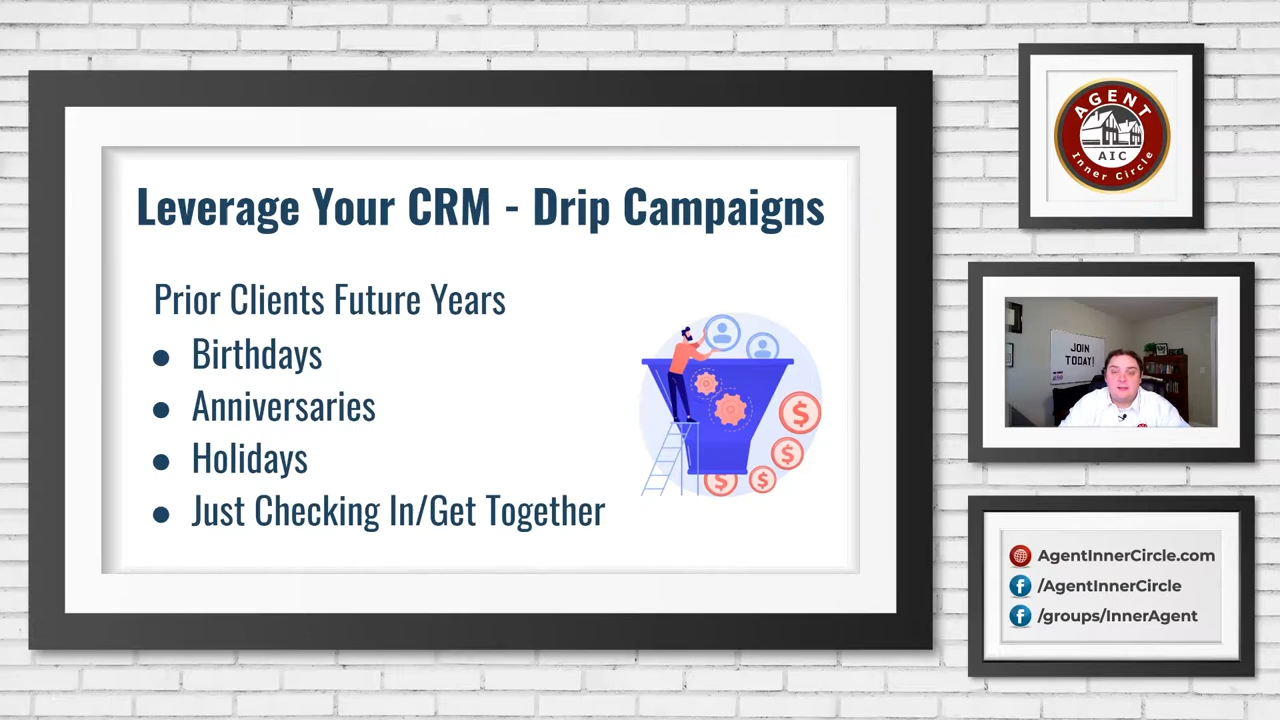 Leverage Your CRM - Drip Campaigns
Prior Clients Future Years
● Birthdays
● Anniversaries
● Holidays
● Just Checking In/Get Together
AGENT
AIC
Inner Circle
JOIN
TODAY!
AgentInnerCircle.com
/AgentInnerCircle
/groups/InnerAgent